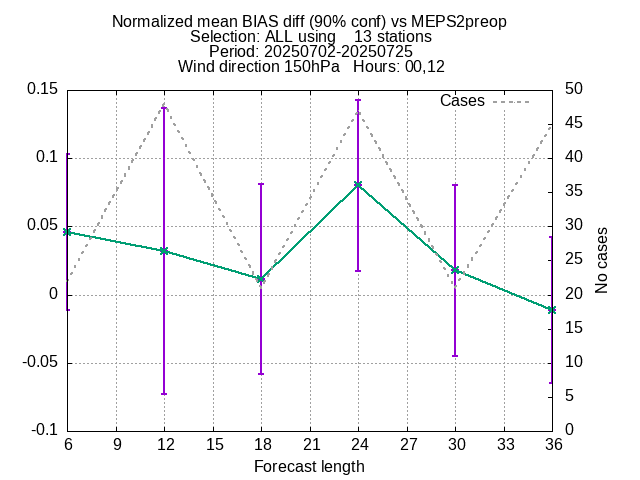 Normalized mean BIAS diff (90% conf) vs MEPS2preop
Selection: ALL using    13 stations
Period: 20250702-20250725
Wind direction 150hPa   Hours: 00,12
Cases
0.15
0.1
0.05
0
-0.05
-0.1
50
45
40
35
30
25
20
15
10
5
0
No cases
6 9 12 15 18 21 24 27 30 33 36
Forecast length